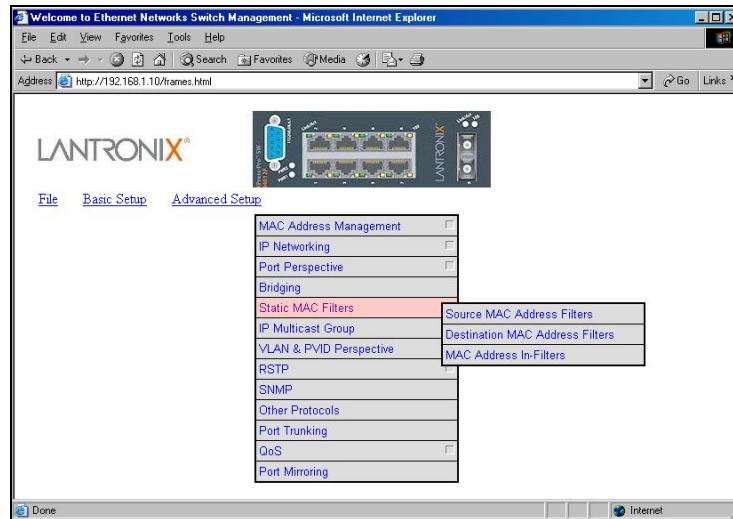 Welcome to Ethernet Networks Switch Management - Microsoft Internet Explorer
File Edit View Favorites Tools Help
Back Search Favorites Media
Address http://192.168.1.10/frames.html Go Links
LANTRONIX®
LANTRONIX
File Basic Setup Advanced Setup
MAC Address Management
IP Networking
Port Perspective
Bridging
Static MAC Filters
Source MAC Address Filters
Destination MAC Address Filters
MAC Address In-Filters
IP Multicast Group
VLAN & PVID Perspective
RSTP
SNMP
Other Protocols
Port Trunking
QoS
Port Mirroring
Done Internet